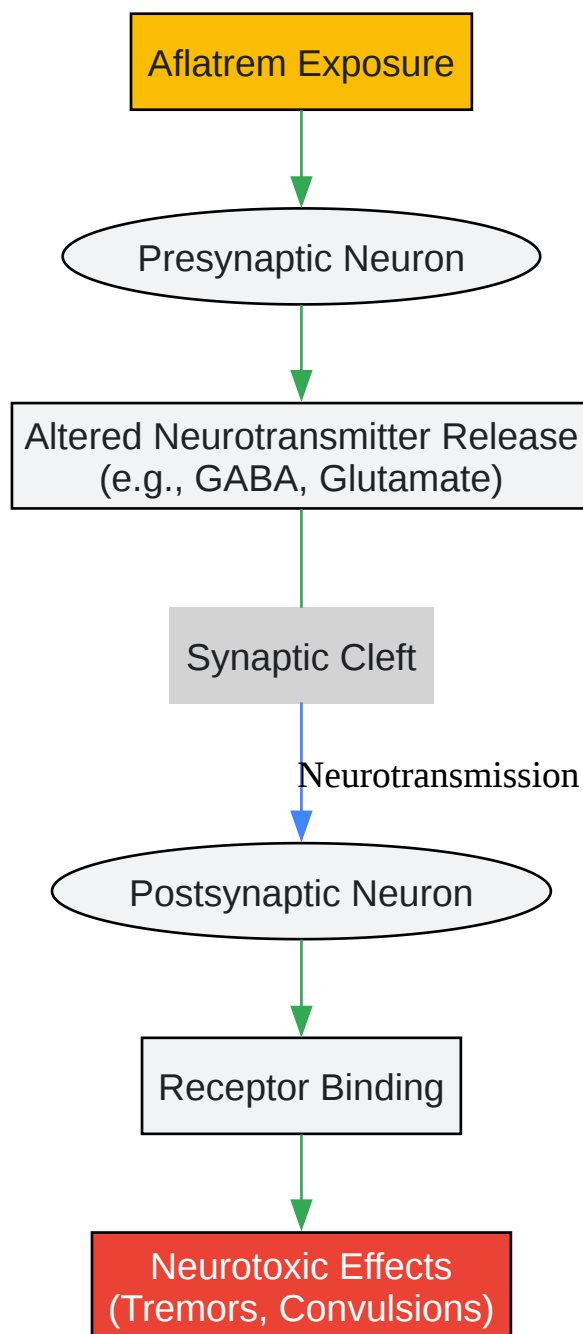 Aflatrem Exposure
Presynaptic Neuron
Altered Neurotransmitter Release
(e.g., GABA, Glutamate)
Synaptic Cleft
Neurotransmission
Postsynaptic Neuron
Receptor Binding
Neurotoxic Effects
(Tremors, Convulsions)